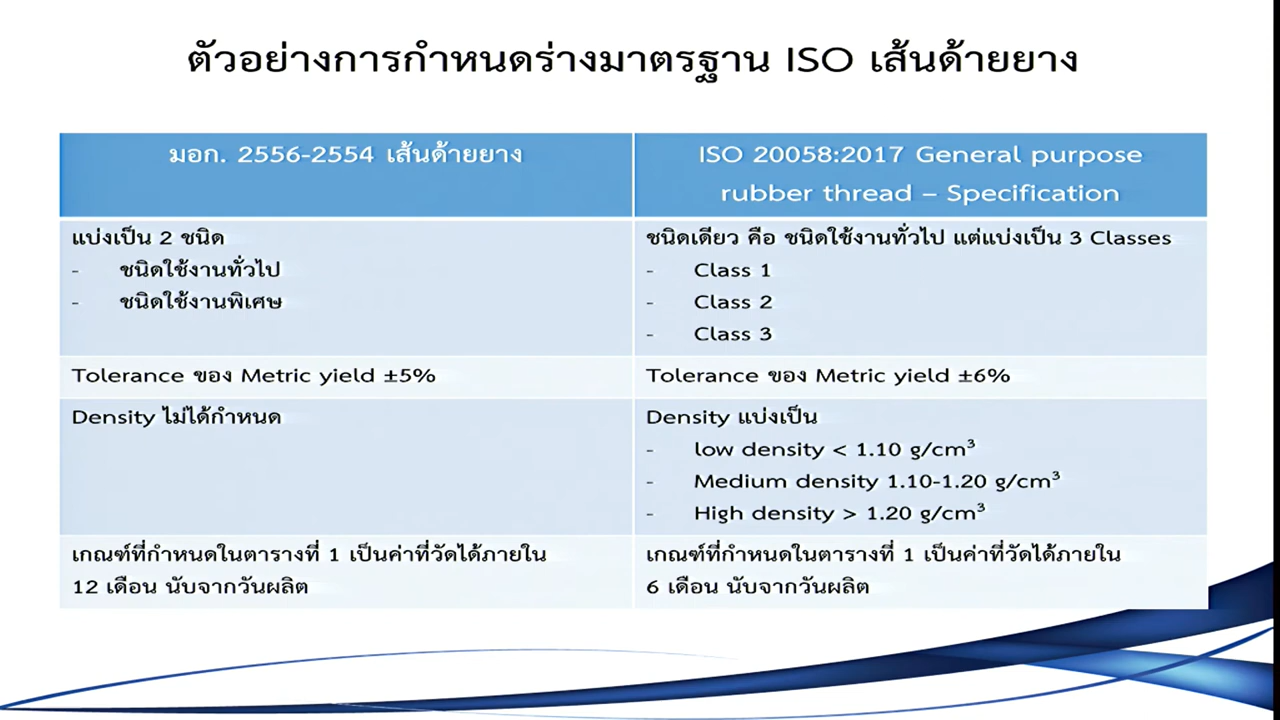 ตัวอย่างการกำหนดร่างมาตรฐาน ISO เส้นด้ายยาง
มอก. 2556-2554 เส้นด้ายยาง
ISO 20058:2017 General purpose
rubber thread – Specification
แบ่งเป็น 2 ชนิด
- ชนิดใช้งานทั่วไป
- ชนิดใช้งานพิเศษ
ชนิดเดียว คือ ชนิดใช้งานทั่วไป แต่แบ่งเป็น 3 Classes
- Class 1
- Class 2
- Class 3
Tolerance ของ Metric yield ±5%
Tolerance ของ Metric yield ±6%
Density ไม่ได้กำหนด
Density แบ่งเป็น
- low density < 1.10 g/cm³
- Medium density 1.10-1.20 g/cm³
- High density > 1.20 g/cm³
เกณฑ์ที่กำหนดในตารางที่ 1 เป็นค่าที่วัดได้ภายใน
12 เดือน นับจากวันผลิต
เกณฑ์ที่กำหนดในตารางที่ 1 เป็นค่าที่วัดได้ภายใน
6 เดือน นับจากวันผลิต